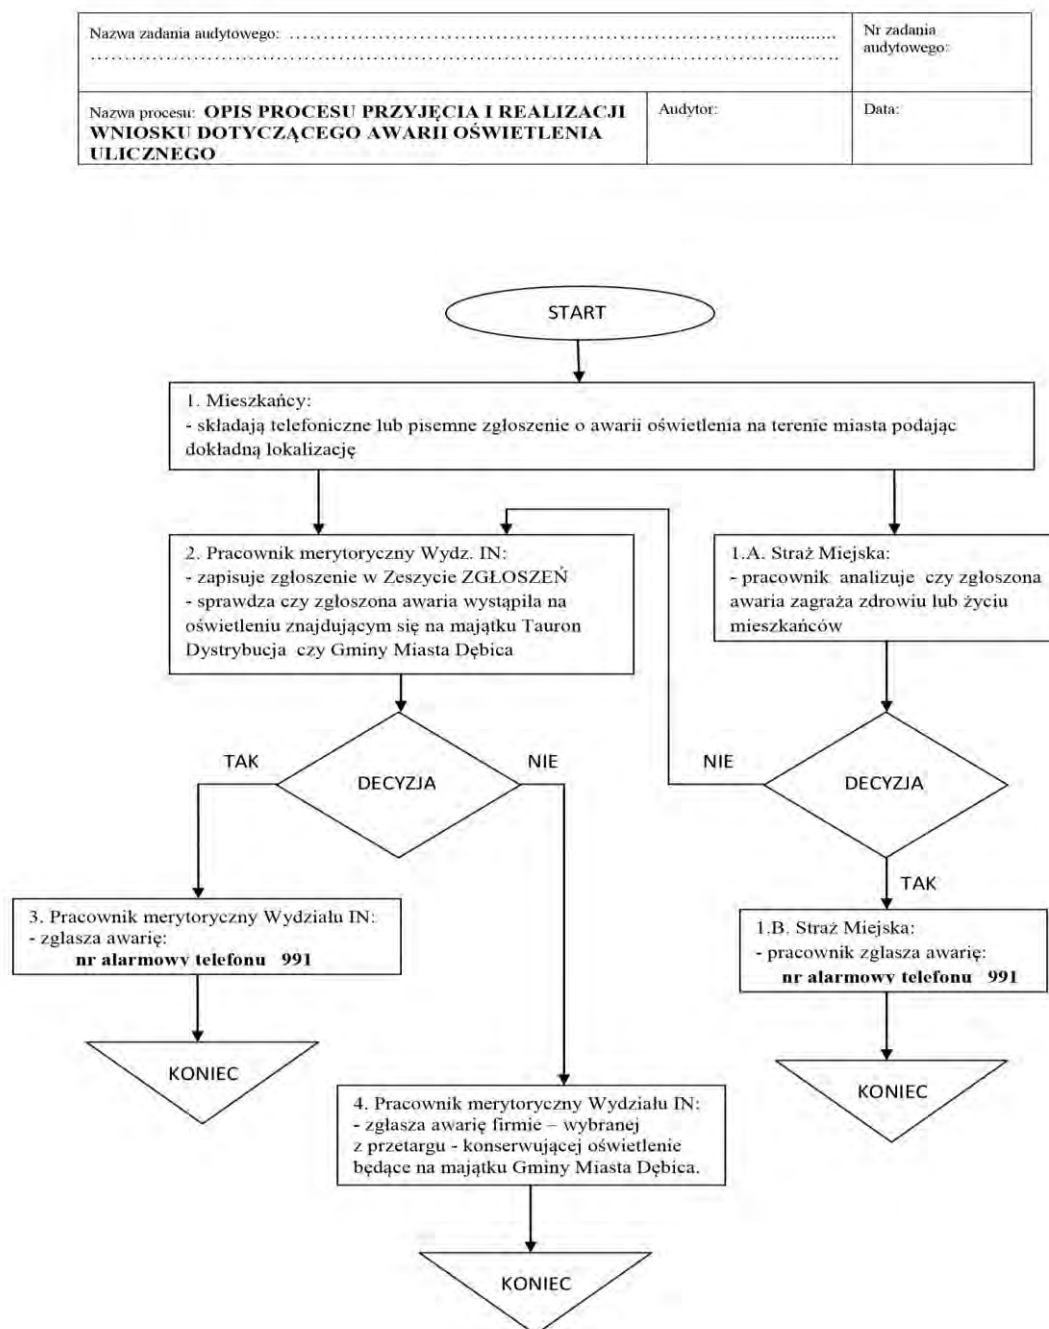 Nazwa zadania audytowego: ……………………………………………………………………………..........
…………………………………………………………………………………………………………………
Nr zadania
audytowego:
Nazwa procesu: OPIS PROCESU PRZYJĘCIA I REALIZACJI
WNIOSKU DOTYCZĄCEGO AWARII OŚWIETLENIA
ULICZNEGO
Audytor:
Data:
START
1. Mieszkańcy:
- składają telefoniczne lub pisemne zgłoszenie o awarii oświetlenia na terenie miasta podając
dokładną lokalizację
2. Pracownik merytoryczny Wydz. IN:
- zapisuje zgłoszenie w Zeszycie ZGŁOSZEŃ
- sprawdza czy zgłoszona awaria wystąpiła na
oświetleniu znajdującym się na majątku Tauron
Dystrybucja czy Gminy Miasta Dębica
1.A. Straż Miejska:
- pracownik analizuje czy zgłoszona
awaria zagraża zdrowiu lub życiu
mieszkańców
TAK
DECYZJA
NIE
NIE
DECYZJA
TAK
3. Pracownik merytoryczny Wydziału IN:
- zgłasza awarię:
nr alarmowy telefonu 991
1.B. Straż Miejska:
- pracownik zgłasza awarię:
nr alarmowy telefonu 991
KONIEC
KONIEC
4. Pracownik merytoryczny Wydziału IN:
- zgłasza awarię firmie – wybranej
z przetargu - konserwującej oświetlenie
będące na majątku Gminy Miasta Dębica.
KONIEC